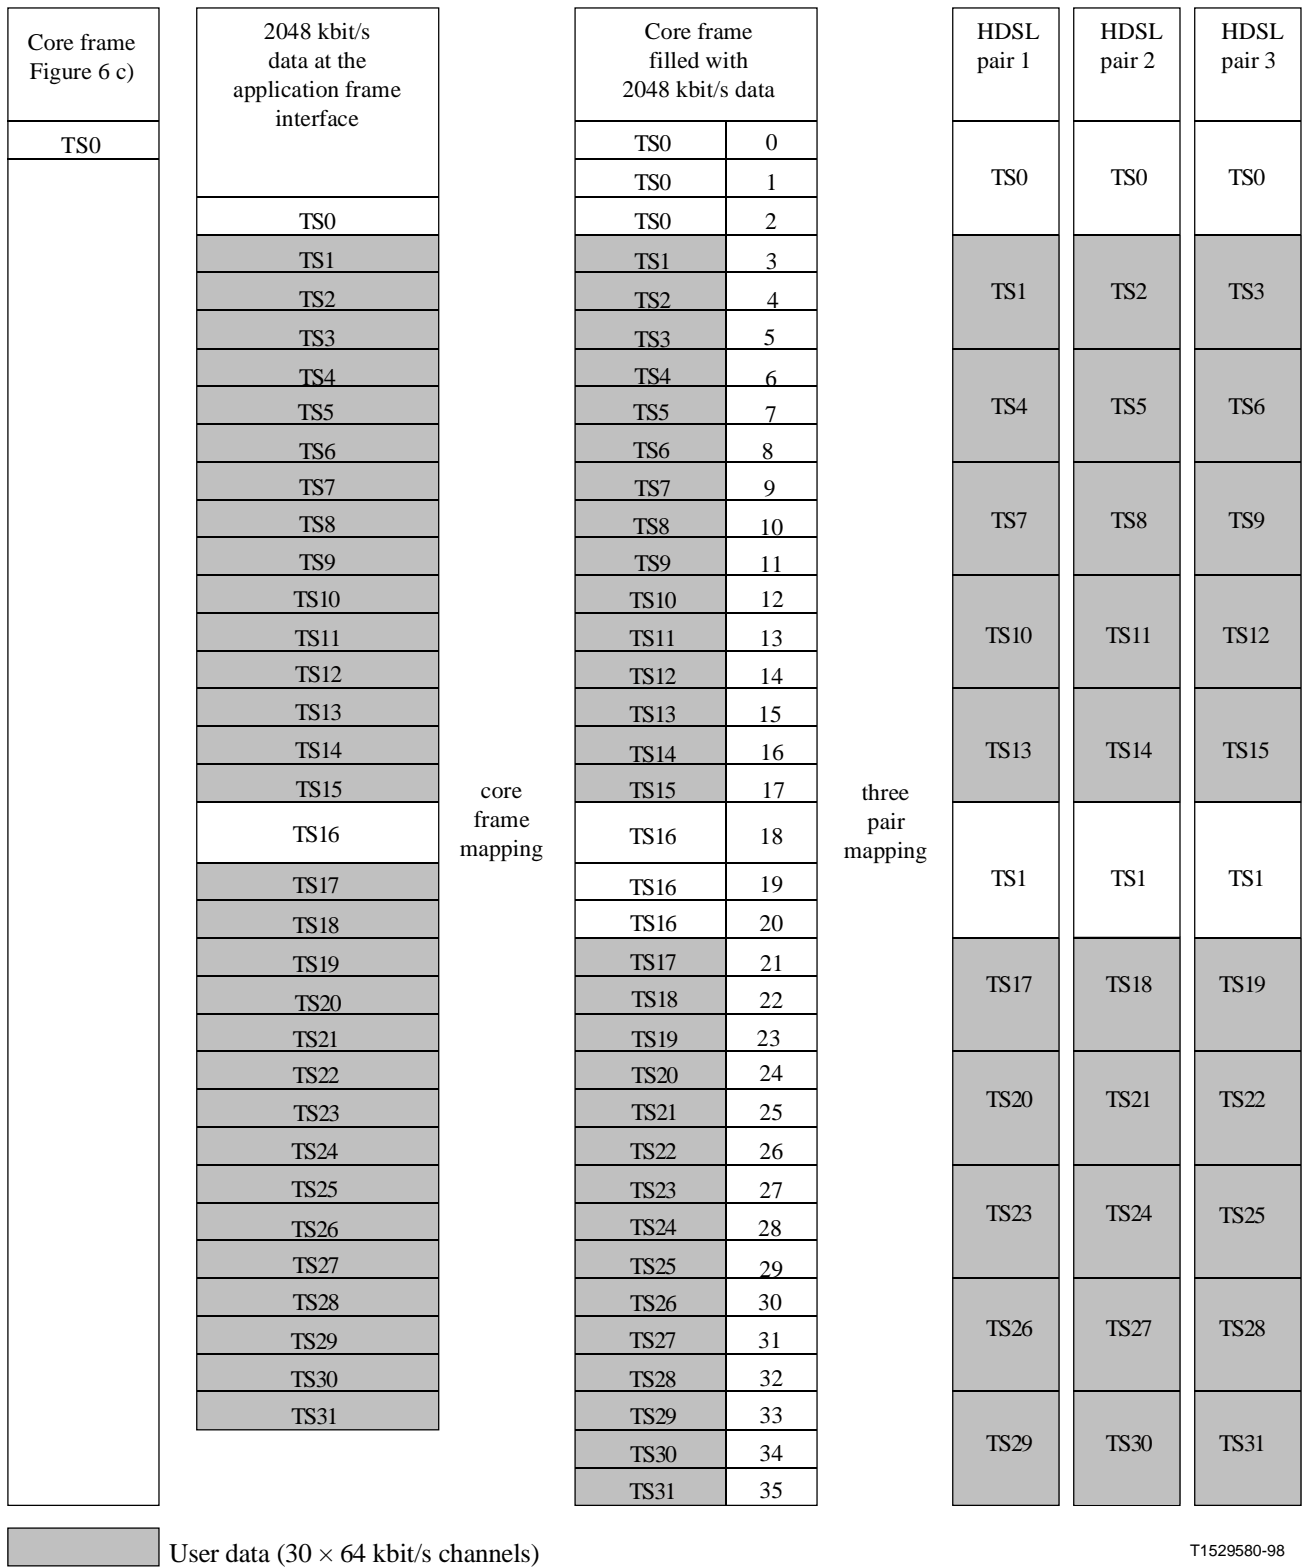 Core frame
Figure 6 c)
TS0
2048 kbit/s
data at the
application frame
interface
TS0
TS1
TS2
TS3
TS4
TS5
TS6
TS7
TS8
TS9
TS10
TS11
TS12
TS13
TS14
TS15
TS16
TS17
TS18
TS19
TS20
TS21
TS22
TS23
TS24
TS25
TS26
TS27
TS28
TS29
TS30
TS31
core
frame
mapping
Core frame
filled with
2048 kbit/s data
TS0 0
TS0 1
TS0 2
TS1 3
TS2 4
TS3 5
TS4 6
TS5 7
TS6 8
TS7 9
TS8 10
TS9 11
TS10 12
TS11 13
TS12 14
TS13 15
TS14 16
TS15 17
TS16 18
TS16 19
TS16 20
TS17 21
TS18 22
TS19 23
TS20 24
TS21 25
TS22 26
TS23 27
TS24 28
TS25 29
TS26 30
TS27 31
TS28 32
TS29 33
TS30 34
TS31 35
three
pair
mapping
HDSL
pair 1
TS0
TS1
TS4
TS7
TS10
TS13
TS1
TS17
TS20
TS23
TS26
TS29
HDSL
pair 2
TS0
TS2
TS5
TS8
TS11
TS14
TS1
TS18
TS21
TS24
TS27
TS30
HDSL
pair 3
TS0
TS3
TS6
TS9
TS12
TS15
TS1
TS19
TS22
TS25
TS28
TS31
User data (30 × 64 kbit/s channels)
T1529580-98